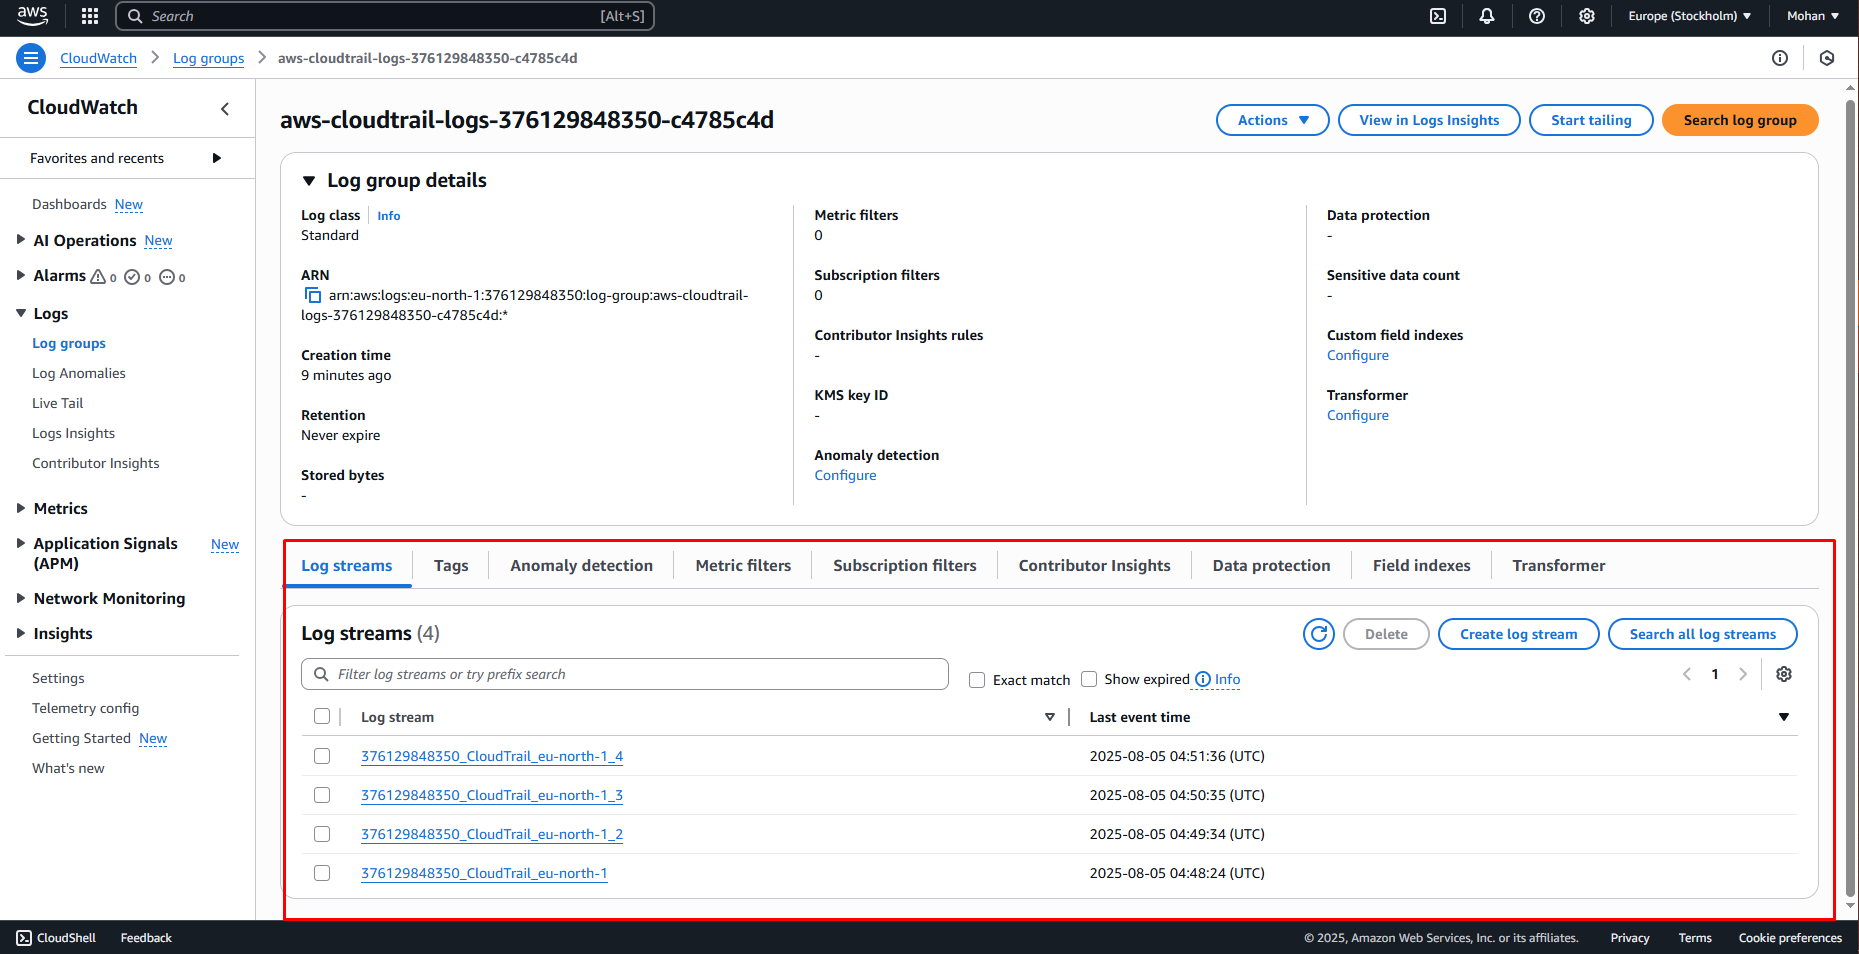 aws
Search [Alt+S]
Europe (Stockholm) Mohan
CloudWatch Log groups aws-cloudtrail-logs-376129848350-c4785c4d
CloudWatch
Favorites and recents
Dashboards New
AI Operations New
Alarms 0 0 0
Logs
Log groups
Log Anomalies
Live Tail
Logs Insights
Contributor Insights
Metrics
Application Signals New
(APM)
Network Monitoring
Insights
Settings
Telemetry config
Getting Started New
What's new
aws-cloudtrail-logs-376129848350-c4785c4d
Actions View in Logs Insights Start tailing Search log group
Log group details
Log class Info
Standard
ARN
arn:aws:logs:eu-north-1:376129848350:log-group:aws-cloudtrail-
logs-376129848350-c4785c4d:*
Creation time
9 minutes ago
Retention
Never expire
Stored bytes
-
Metric filters
0
Subscription filters
0
Contributor Insights rules
-
KMS key ID
-
Anomaly detection
Configure
Data protection
-
Sensitive data count
-
Custom field indexes
Configure
Transformer
Configure
Log streams Tags Anomaly detection Metric filters Subscription filters Contributor Insights Data protection Field indexes Transformer
Log streams (4)
Delete Create log stream Search all log streams
Filter log streams or try prefix search Exact match Show expired Info 1
Log stream Last event time
376129848350_CloudTrail_eu-north-1_4 2025-08-05 04:51:36 (UTC)
376129848350_CloudTrail_eu-north-1_3 2025-08-05 04:50:35 (UTC)
376129848350_CloudTrail_eu-north-1_2 2025-08-05 04:49:34 (UTC)
376129848350_CloudTrail_eu-north-1 2025-08-05 04:48:24 (UTC)
CloudShell Feedback © 2025, Amazon Web Services, Inc. or its affiliates. Privacy Terms Cookie preferences